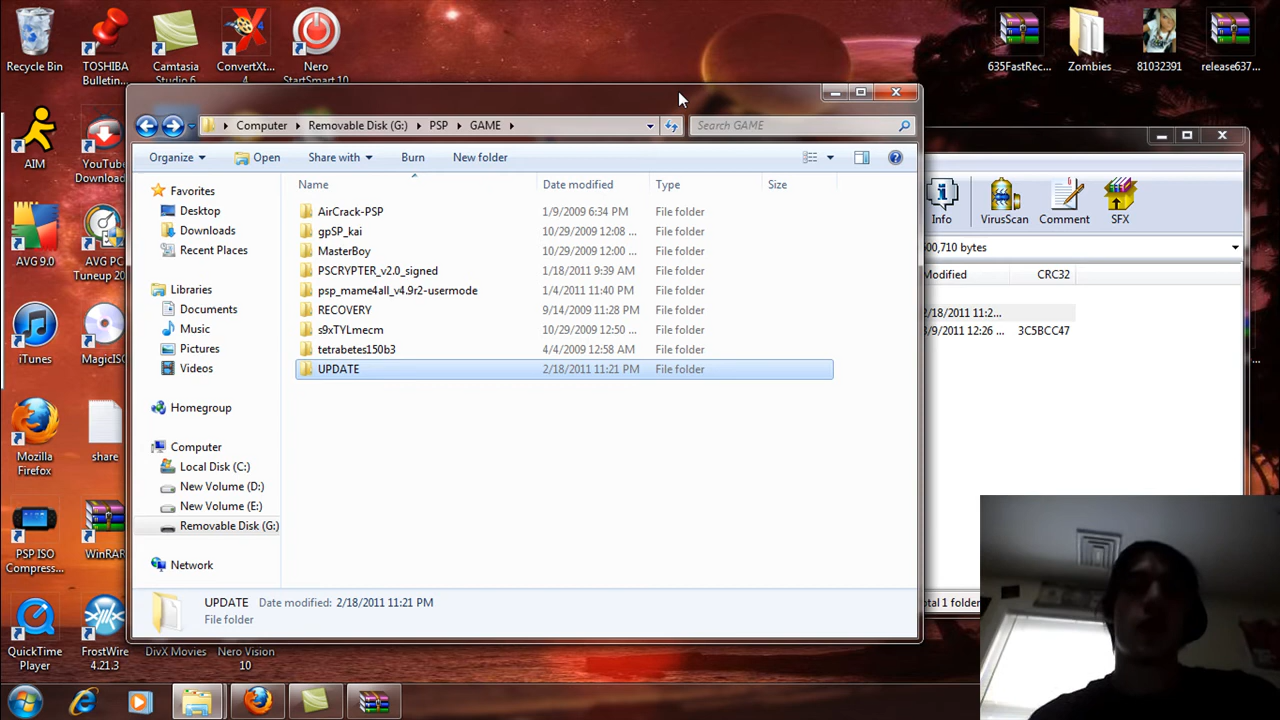 Recycle Bin
TOSHIBA Bulletin...
Camtasia Studio 6
ConvertXt... 4
Nero StartSmart 10
635FastRec...
Zombies
81032391
release637...
AIM
YouTube Downloa...
AVG 9.0
AVG PC Tuneup 20...
iTunes
MagicISO
Mozilla Firefox
share
PSP ISO Compress...
WinRAR
QuickTime Player
FrostWire 4.21.3
DivX Movies
Nero Vision 10
Computer
Removable Disk (G:)
PSP
GAME
Search GAME
Organize
Open
Share with
Burn
New folder
Favorites
Desktop
Downloads
Recent Places
Libraries
Documents
Music
Pictures
Videos
Homegroup
Computer
Local Disk (C:)
New Volume (D:)
New Volume (E:)
Removable Disk (G:)
Network
Name Date modified Type Size
AirCrack-PSP 1/9/2009 6:34 PM File folder
gpSP_kai 10/29/2009 12:08 ... File folder
MasterBoy 10/29/2009 12:00 ... File folder
PSCRYPTER_v2.0_signed 1/18/2011 9:39 AM File folder
psp_mame4all_v4.9r2-usermode 1/4/2011 11:40 PM File folder
RECOVERY 9/14/2009 11:28 PM File folder
s9xTYLmecm 10/29/2009 12:50 ... File folder
tetrabetes150b3 4/4/2009 12:58 AM File folder
UPDATE 2/18/2011 11:21 PM File folder
UPDATE Date modified: 2/18/2011 11:21 PM
File folder
Info
VirusScan
Comment
SFX
00,710 bytes
Modified CRC32
2/18/2011 11:2...
/9/2011 12:26 ... 3C5BCC47
otal 1 folder